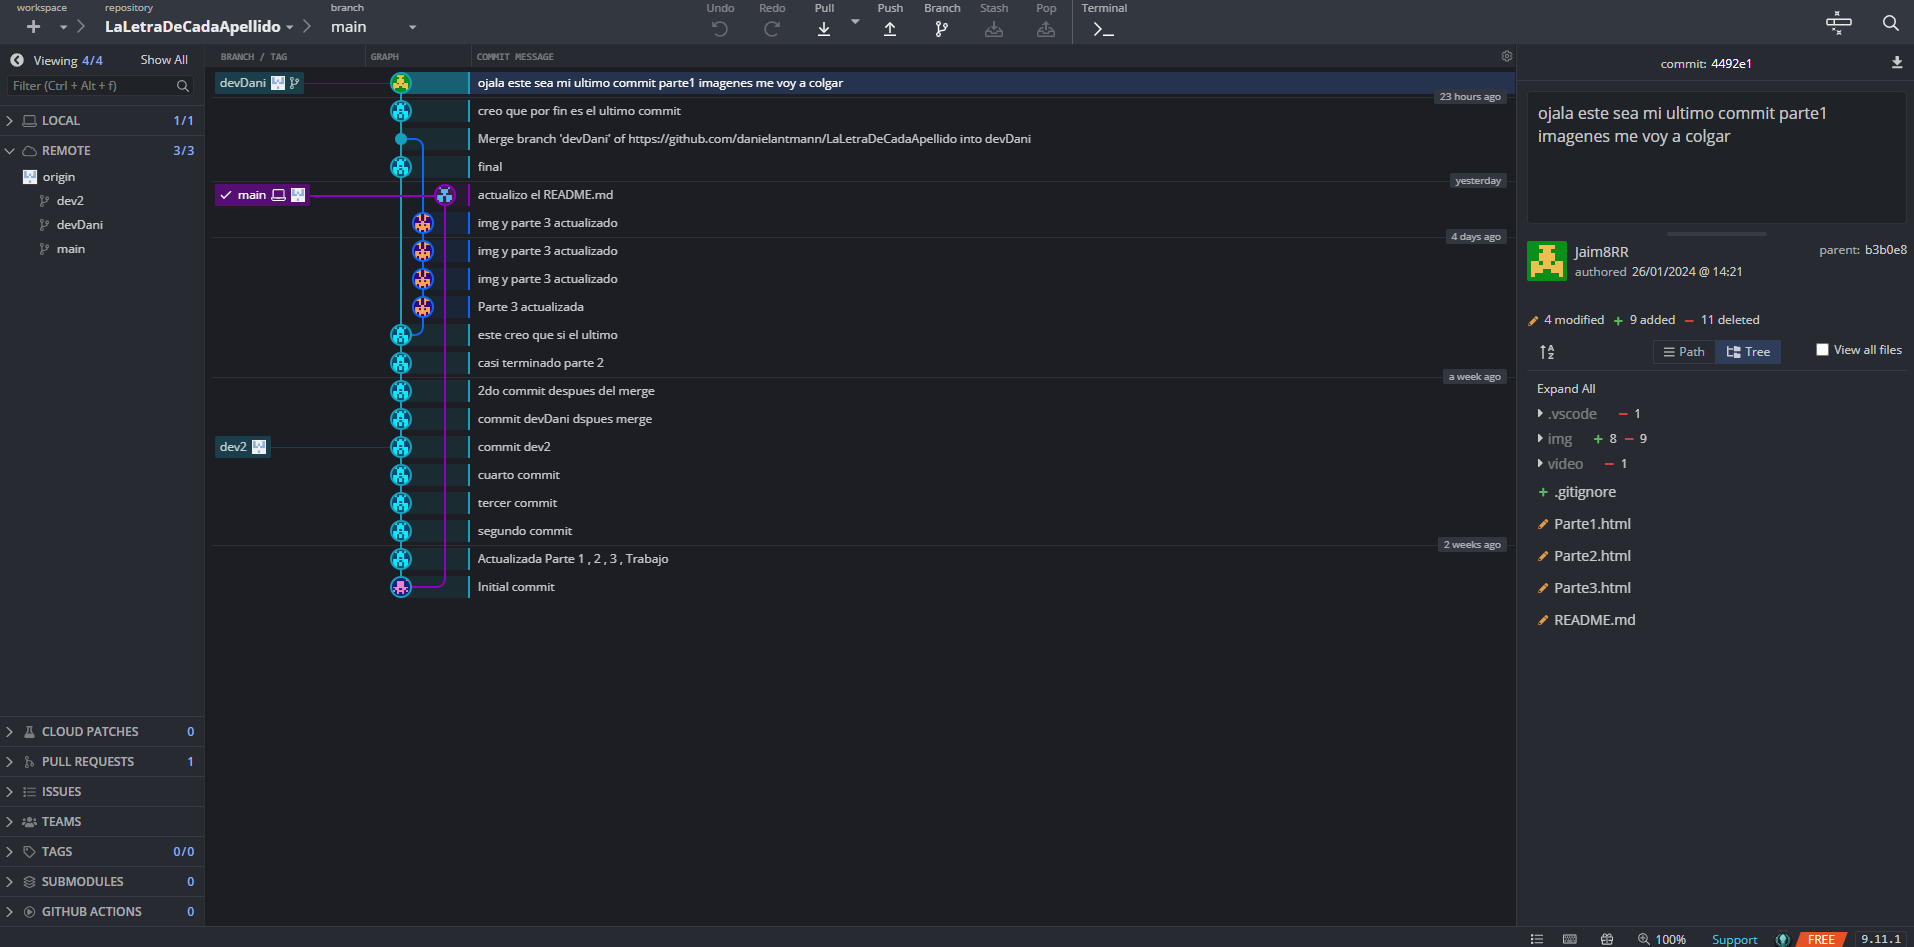 workspace
repository
LaLetraDeCadaApellido
branch
main
Undo
Redo
Pull
Push
Branch
Stash
Pop
Terminal
Viewing 4/4
Show All
Filter (Ctrl + Alt + f)
LOCAL 1/1
REMOTE 3/3
origin
dev2
devDani
main
CLOUD PATCHES 0
PULL REQUESTS 1
ISSUES
TEAMS
TAGS 0/0
SUBMODULES 0
GITHUB ACTIONS 0
BRANCH / TAG
GRAPH
COMMIT MESSAGE
devDani
ojala este sea mi ultimo commit parte1 imagenes me voy a colgar
23 hours ago
creo que por fin es el ultimo commit
Merge branch 'devDani' of https://github.com/danielantmann/LaLetraDeCadaApellido into devDani
final
yesterday
main
actualizo el README.md
img y parte 3 actualizado
4 days ago
img y parte 3 actualizado
img y parte 3 actualizado
Parte 3 actualizada
este creo que si el ultimo
casi terminado parte 2
a week ago
2do commit despues del merge
commit devDani dspues merge
dev2
commit dev2
cuarto commit
tercer commit
segundo commit
2 weeks ago
Actualizada Parte 1 , 2 , 3 , Trabajo
Initial commit
commit: 4492e1
ojala este sea mi ultimo commit parte1
imagenes me voy a colgar
Jaim8RR
parent: b3b0e8
authored 26/01/2024 @ 14:21
4 modified + 9 added − 11 deleted
Path
Tree
View all files
Expand All
.vscode − 1
img + 8 − 9
video − 1
+ .gitignore
Parte1.html
Parte2.html
Parte3.html
README.md
100%
Support
FREE
9.11.1